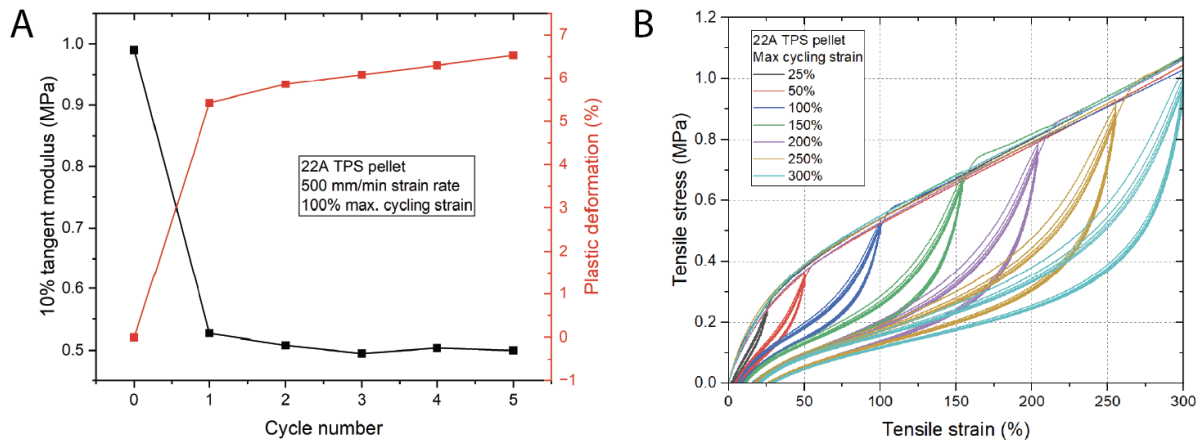 A
10% tangent modulus (MPa)
1.0
0.9
0.8
0.7
0.6
0.5
22A TPS pellet
500 mm/min strain rate
100% max. cycling strain
7
6
5
4
3
2
1
0
−1
Plastic deformation (%)
0 1 2 3 4 5
Cycle number
B
Tensile stress (MPa)
1.2
1.0
0.8
0.6
0.4
0.2
0.0
22A TPS pellet
Max cycling strain
25%
50%
100%
150%
200%
250%
300%
0 50 100 150 200 250 300
Tensile strain (%)